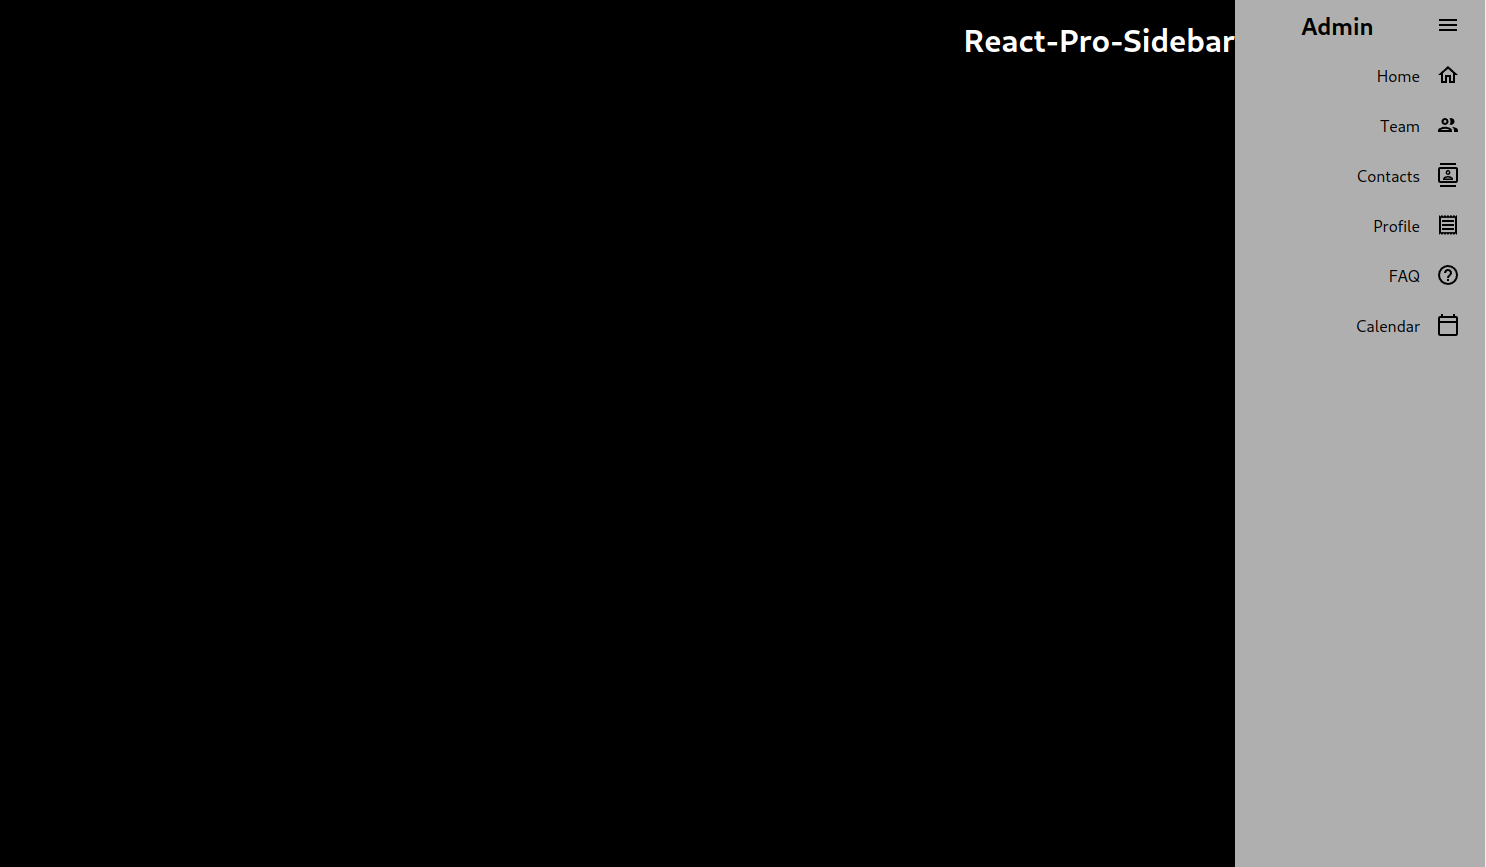 React-Pro-Sidebar
Admin
Home
Team
Contacts
Profile
FAQ
Calendar